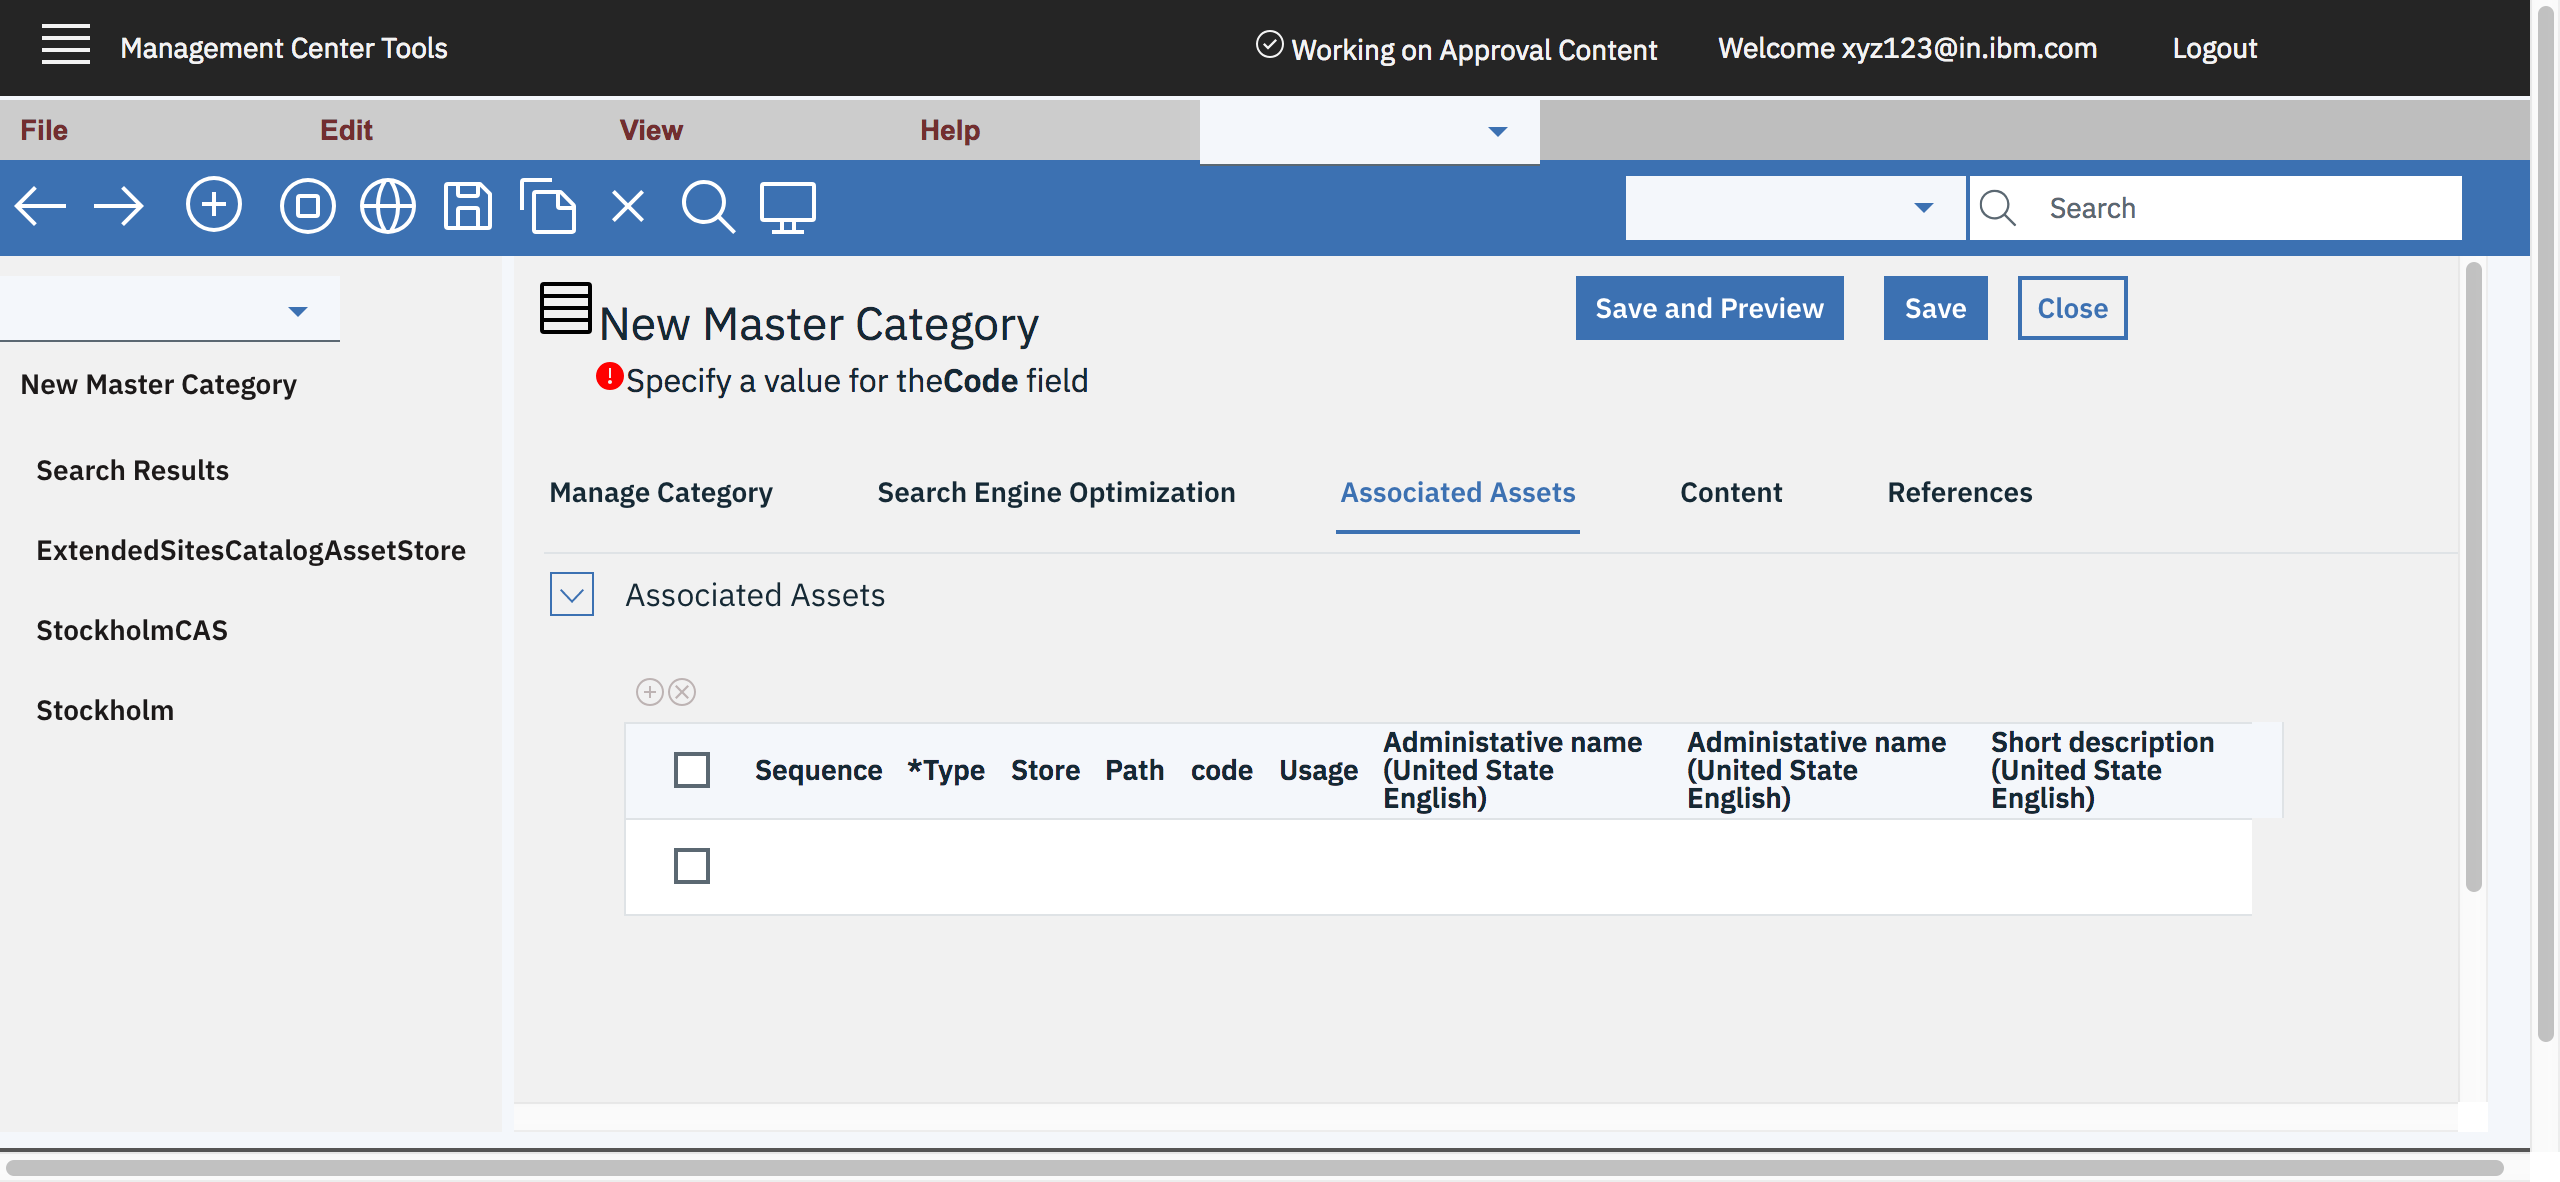 Management Center Tools
Working on Approval Content
Welcome xyz123@in.ibm.com
Logout
File
Edit
View
Help
Search
New Master Category
Search Results
ExtendedSitesCatalogAssetStore
StockholmCAS
Stockholm
New Master Category
Save and Preview
Save
Close
Specify a value for theCode field
Manage Category
Search Engine Optimization
Associated Assets
Content
References
Associated Assets
Sequence
*Type
Store
Path
code
Usage
Administative name
(United State
English)
Administative name
(United State
English)
Short description
(United State
English)